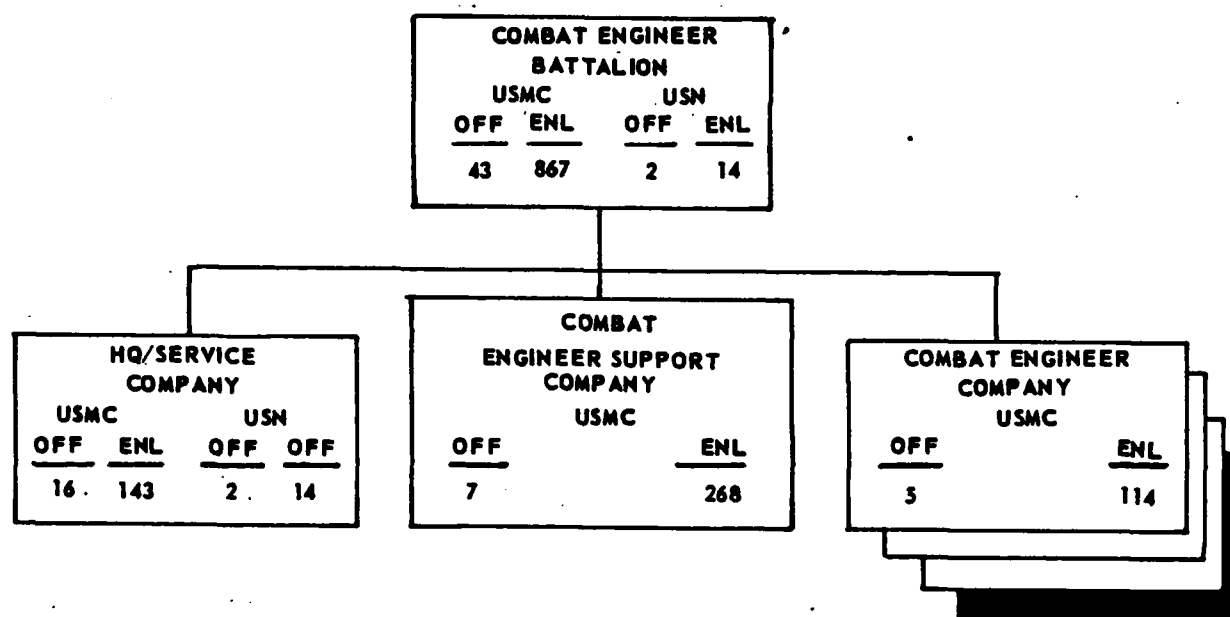 COMBAT ENGINEER
BATTALION
USMC USN
OFF ENL OFF ENL
43 867 2 14
HQ/SERVICE
COMPANY
USMC USN
OFF ENL OFF OFF
16 143 2 14
COMBAT
ENGINEER SUPPORT
COMPANY
USMC
OFF ENL
7 268
COMBAT ENGINEER
COMPANY
USMC
OFF ENL
5 114